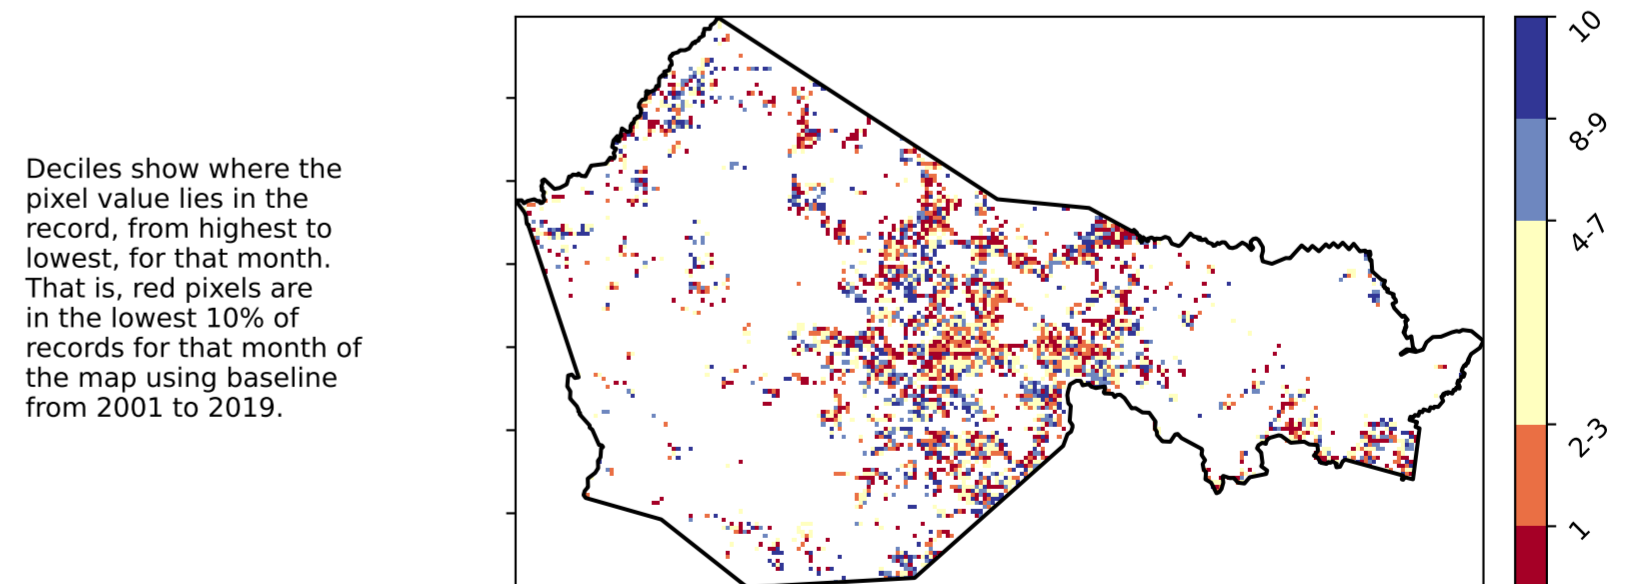 Deciles show where the
pixel value lies in the
record, from highest to
lowest, for that month.
That is, red pixels are
in the lowest 10% of
records for that month of
the map using baseline
from 2001 to 2019.
10
8-9
4-7
2-3
1